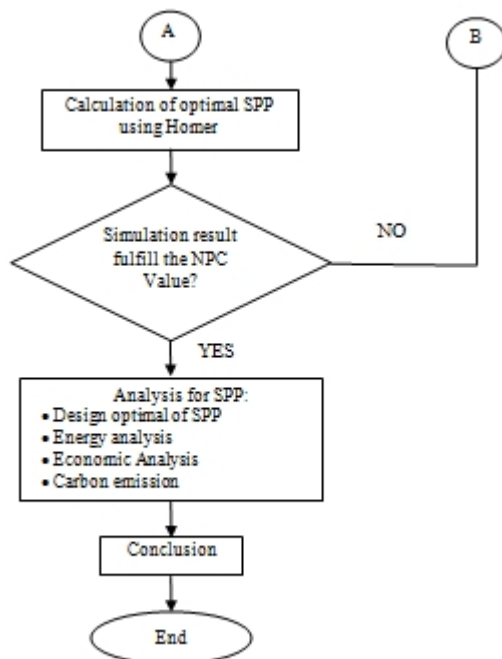 A
B
Calculation of optimal SPP
using Homer
Simulation result
fulfill the NPC
Value?
NO
YES
Analysis for SPP:
• Design optimal of SPP
• Energy analysis
• Economic Analysis
• Carbon emission
Conclusion
End